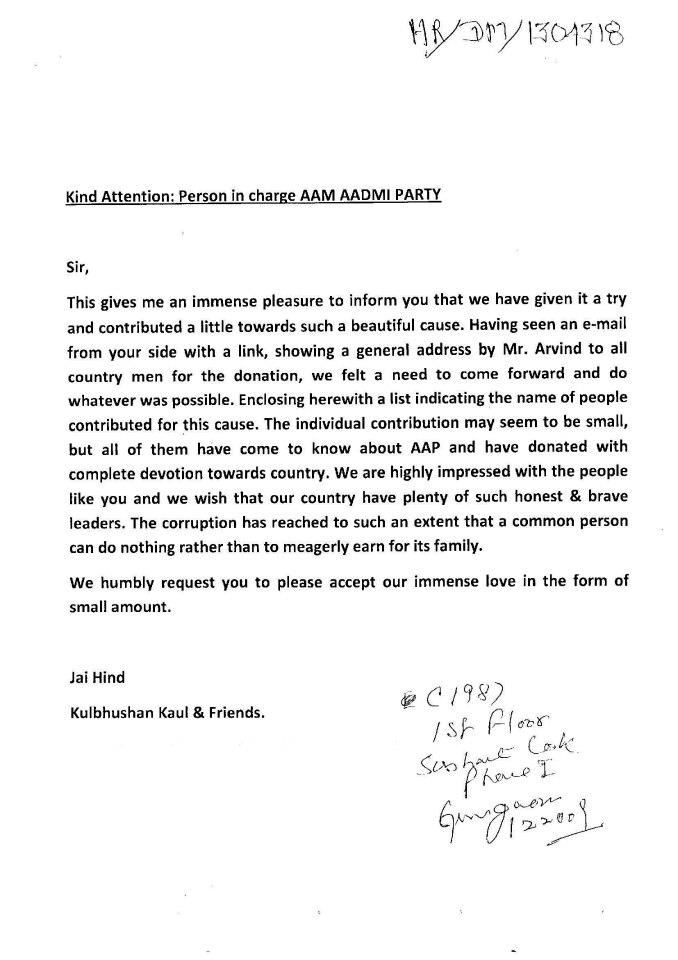 HR/DM/1304318
Kind Attention: Person in charge AAM AADMI PARTY
Sir,
This gives me an immense pleasure to inform you that we have given it a try
and contributed a little towards such a beautiful cause. Having seen an e-mail
from your side with a link, showing a general address by Mr. Arvind to all
country men for the donation, we felt a need to come forward and do
whatever was possible. Enclosing herewith a list indicating the name of people
contributed for this cause. The individual contribution may seem to be small,
but all of them have come to know about AAP and have donated with
complete devotion towards country. We are highly impressed with the people
like you and we wish that our country have plenty of such honest & brave
leaders. The corruption has reached to such an extent that a common person
can do nothing rather than to meagerly earn for its family.
We humbly request you to please accept our immense love in the form of
small amount.
Jai Hind
Kulbhushan Kaul & Friends.
1st Floor
Phase I
Gurgaon
122009